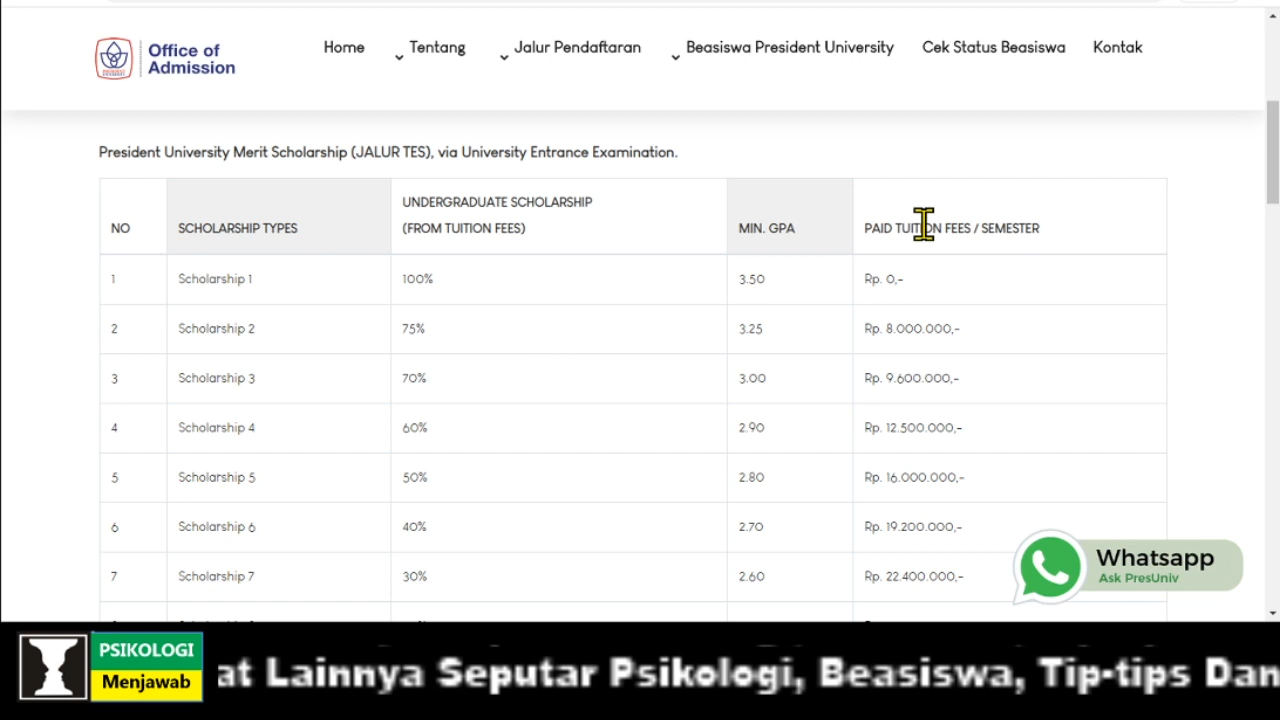 Office of
Admission
Home
Tentang
Jalur Pendaftaran
Beasiswa President University
Cek Status Beasiswa
Kontak
President University Merit Scholarship (JALUR TES), via University Entrance Examination.
NO SCHOLARSHIP TYPES UNDERGRADUATE SCHOLARSHIP (FROM TUITION FEES) MIN. GPA PAID TUITION FEES / SEMESTER
1 Scholarship 1 100% 3.50 Rp. 0,-
2 Scholarship 2 75% 3.25 Rp. 8.000.000,-
3 Scholarship 3 70% 3.00 Rp. 9.600.000,-
4 Scholarship 4 60% 2.90 Rp. 12.500.000,-
5 Scholarship 5 50% 2.80 Rp. 16.000.000,-
6 Scholarship 6 40% 2.70 Rp. 19.200.000,-
7 Scholarship 7 30% 2.60 Rp. 22.400.000,-
Whatsapp
Ask PresUniv
PSIKOLOGI
Menjawab
at Lainnya Seputar Psikologi, Beasiswa, Tip-tips Dan